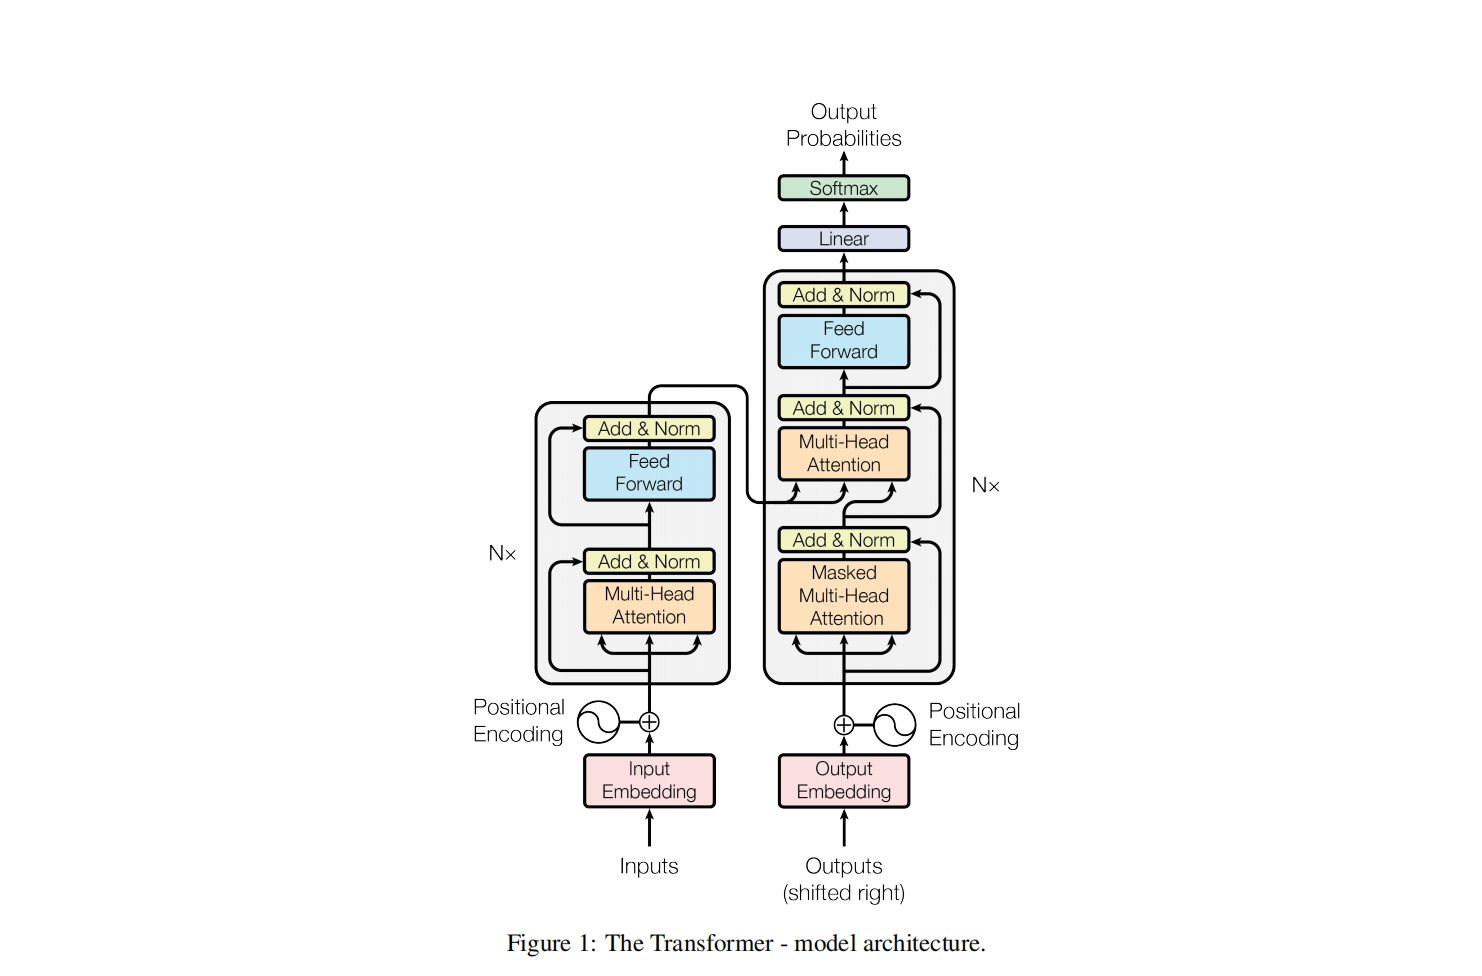 Output
Probabilities
Softmax
Linear
Add & Norm
Feed
Forward
Add & Norm
Multi-Head
Attention
Add & Norm
Masked
Multi-Head
Attention
Nx
Positional
Encoding
Output
Embedding
Outputs
(shifted right)
Add & Norm
Feed
Forward
Add & Norm
Multi-Head
Attention
N×
Positional
Encoding
Input
Embedding
Inputs
Figure 1: The Transformer - model architecture.